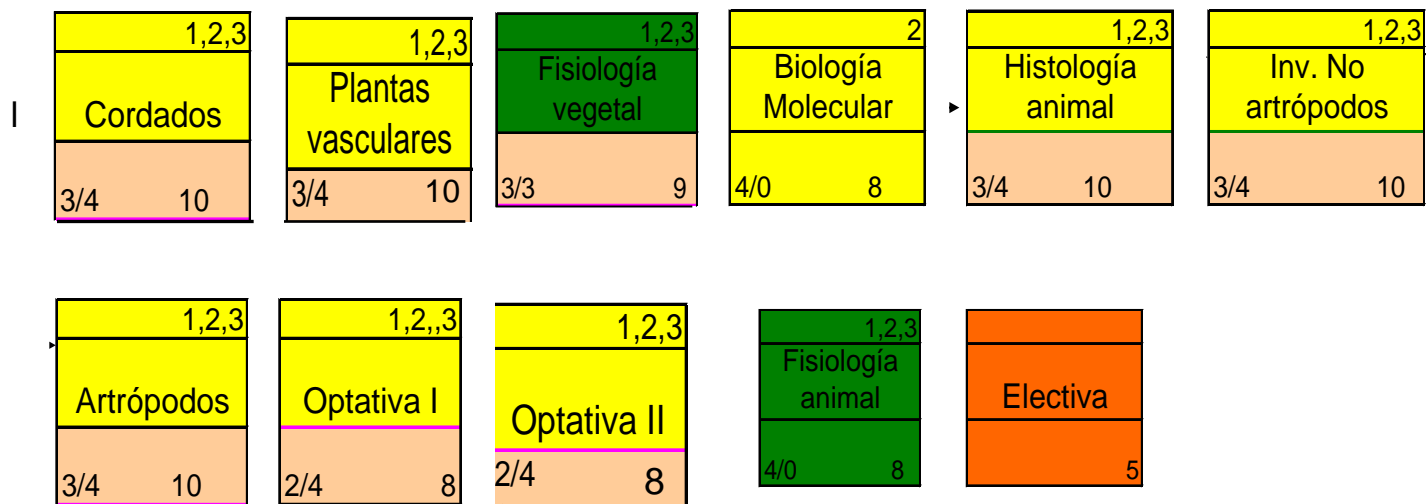 I
1,2,3
Cordados
3/4 10
1,2,3
Plantas
vasculares
3/4 10
1,2,3
Fisiología
vegetal
3/3 9
2
Biología
Molecular
4/0 8
1,2,3
Histología
animal
3/4 10
1,2,3
Inv. No
artrópodos
3/4 10
1,2,3
Artrópodos
3/4 10
1,2,,3
Optativa I
2/4 8
1,2,3
Optativa II
2/4 8
1,2,3
Fisiología
animal
4/0 8
Electiva
5